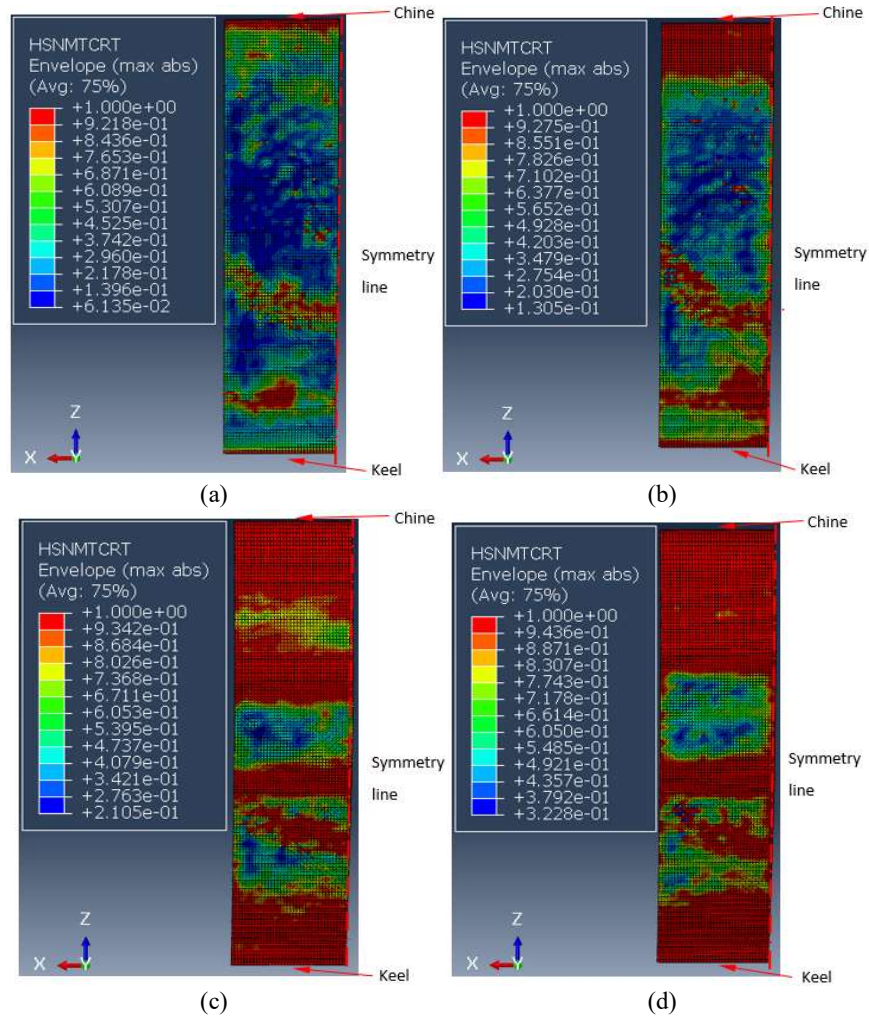 Chine
HSNMTCRT
Envelope (max abs)
(Avg: 75%)
+1.000e+00
+9.218e-01
+8.436e-01
+7.653e-01
+6.871e-01
+6.089e-01
+5.307e-01
+4.525e-01
+3.742e-01
+2.960e-01
+2.178e-01
+1.396e-01
+6.135e-02
Symmetry
line
Z
X
Y
Keel
(a)
Chine
HSNMTCRT
Envelope (max abs)
(Avg: 75%)
+1.000e+00
+9.275e-01
+8.551e-01
+7.826e-01
+7.102e-01
+6.377e-01
+5.652e-01
+4.928e-01
+4.203e-01
+3.479e-01
+2.754e-01
+2.030e-01
+1.305e-01
Symmetry
line
Z
X
Y
Keel
(b)
Chine
HSNMTCRT
Envelope (max abs)
(Avg: 75%)
+1.000e+00
+9.342e-01
+8.684e-01
+8.026e-01
+7.368e-01
+6.711e-01
+6.053e-01
+5.395e-01
+4.737e-01
+4.079e-01
+3.421e-01
+2.763e-01
+2.105e-01
Symmetry
line
Z
X
Y
Keel
(c)
Chine
HSNMTCRT
Envelope (max abs)
(Avg: 75%)
+1.000e+00
+9.436e-01
+8.871e-01
+8.307e-01
+7.743e-01
+7.178e-01
+6.614e-01
+6.050e-01
+5.485e-01
+4.921e-01
+4.357e-01
+3.792e-01
+3.228e-01
Symmetry
line
Z
X
Y
Keel
(d)